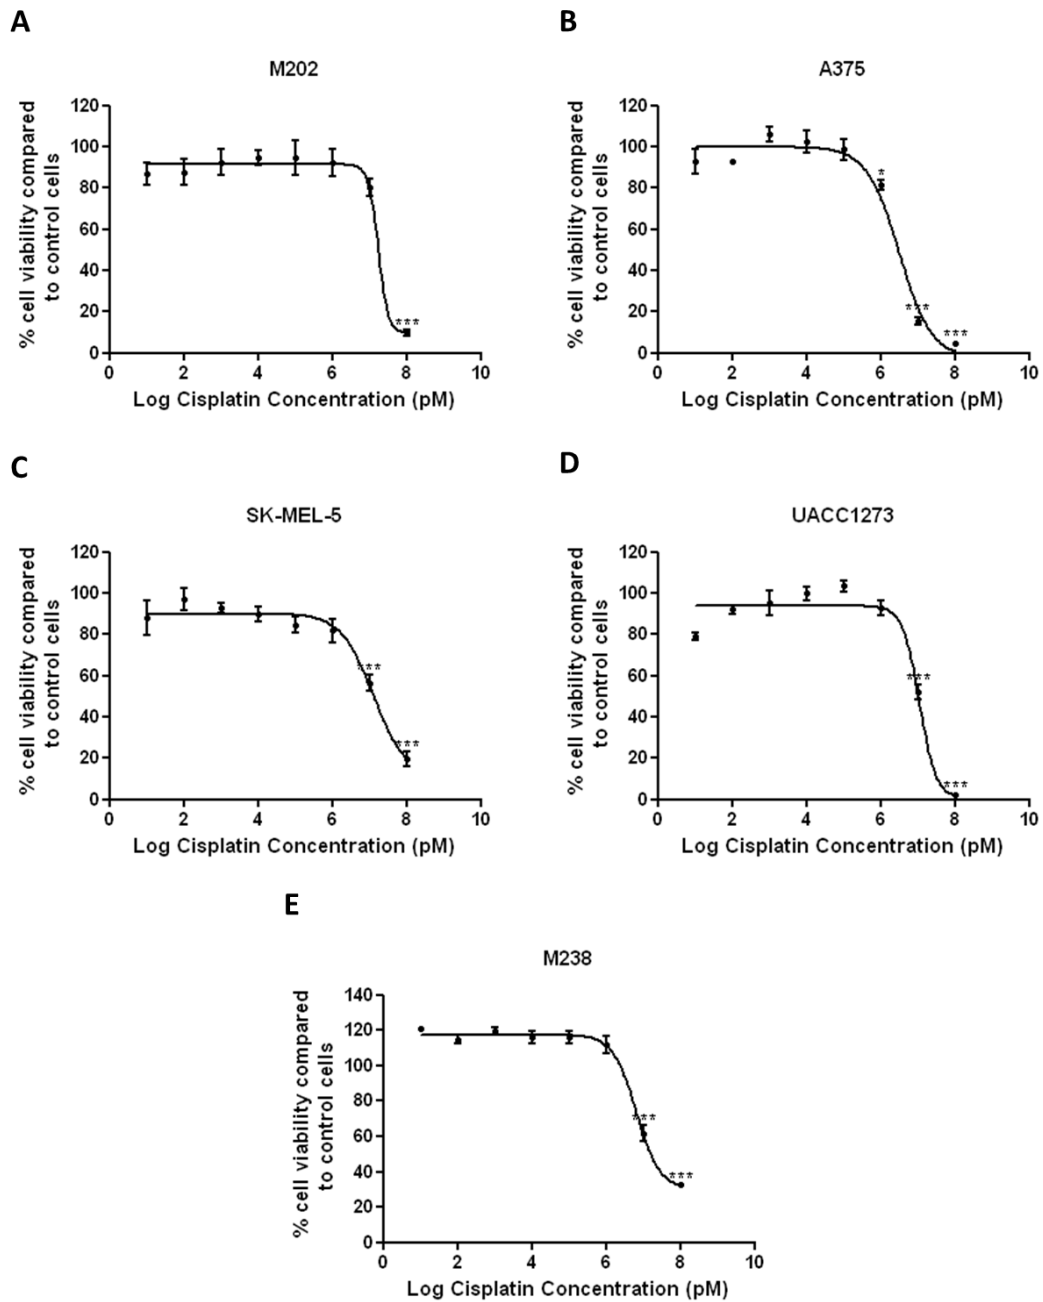 A
M202
% cell viability compared
to control cells
120
100
80
60
40
20
0
***
0 2 4 6 8 10
Log Cisplatin Concentration (pM)
B
A375
% cell viability compared
to control cells
120
100
80
60
40
20
0
*
***
***
0 2 4 6 8 10
Log Cisplatin Concentration (pM)
C
SK-MEL-5
% cell viability compared
to control cells
120
100
80
60
40
20
0
***
***
0 2 4 6 8 10
Log Cisplatin Concentration (pM)
D
UACC1273
% cell viability compared
to control cells
120
100
80
60
40
20
0
***
***
0 2 4 6 8 10
Log Cisplatin Concentration (pM)
E
M238
% cell viability compared
to control cells
140
120
100
80
60
40
20
0
***
***
0 2 4 6 8 10
Log Cisplatin Concentration (pM)